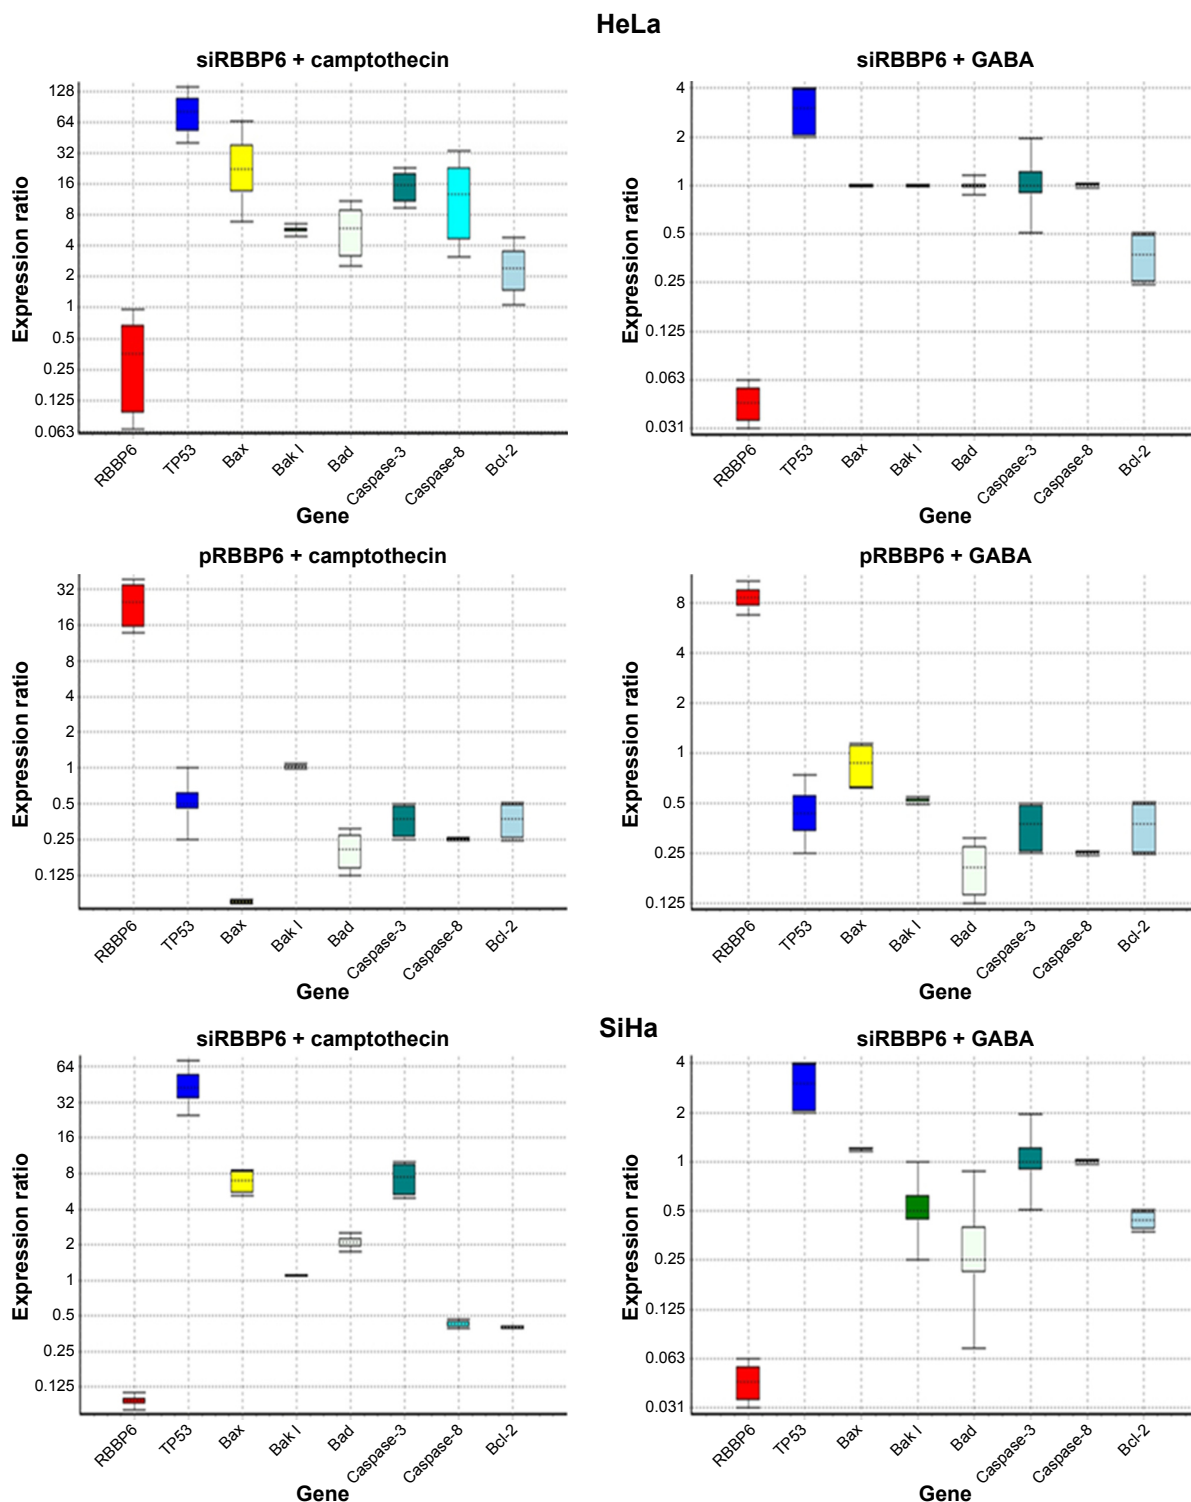 HeLa
siRBBP6 + camptothecin
Expression ratio
128
64
32
16
8
4
2
1
0.5
0.25
0.125
0.063
RBBP6
TP53
Bax
Bak I
Bad
Caspase-3
Caspase-8
Bcl-2
Gene
siRBBP6 + GABA
Expression ratio
4
2
1
0.5
0.25
0.125
0.063
0.031
RBBP6
TP53
Bax
Bak I
Bad
Caspase-3
Caspase-8
Bcl-2
Gene
pRBBP6 + camptothecin
Expression ratio
32
16
8
4
2
1
0.5
0.25
0.125
RBBP6
TP53
Bax
Bak I
Bad
Caspase-3
Caspase-8
Bcl-2
Gene
pRBBP6 + GABA
Expression ratio
8
4
2
1
0.5
0.25
0.125
RBBP6
TP53
Bax
Bak I
Bad
Caspase-3
Caspase-8
Bcl-2
Gene
SiHa
siRBBP6 + camptothecin
Expression ratio
64
32
16
8
4
2
1
0.5
0.25
0.125
RBBP6
TP53
Bax
Bak I
Bad
Caspase-3
Caspase-8
Bcl-2
Gene
siRBBP6 + GABA
Expression ratio
4
2
1
0.5
0.25
0.125
0.063
0.031
RBBP6
TP53
Bax
Bak I
Bad
Caspase-3
Caspase-8
Bcl-2
Gene